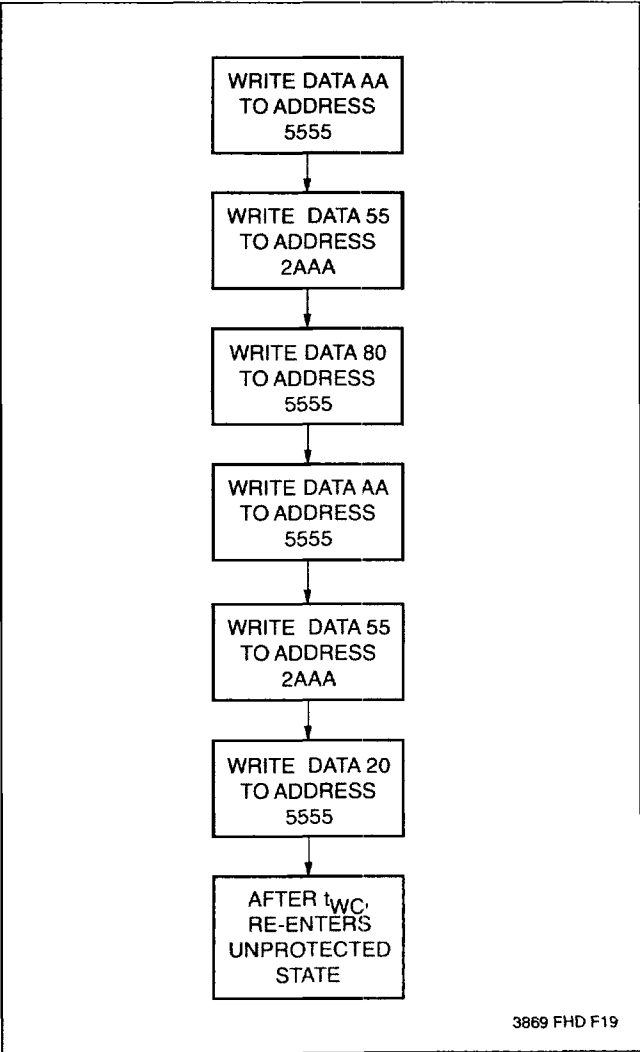 WRITE DATA AA
TO ADDRESS
5555
WRITE DATA 55
TO ADDRESS
2AAA
WRITE DATA 80
TO ADDRESS
5555
WRITE DATA AA
TO ADDRESS
5555
WRITE DATA 55
TO ADDRESS
2AAA
WRITE DATA 20
TO ADDRESS
5555
AFTER tWC,
RE-ENTERS
UNPROTECTED
STATE
3869 FHD F19